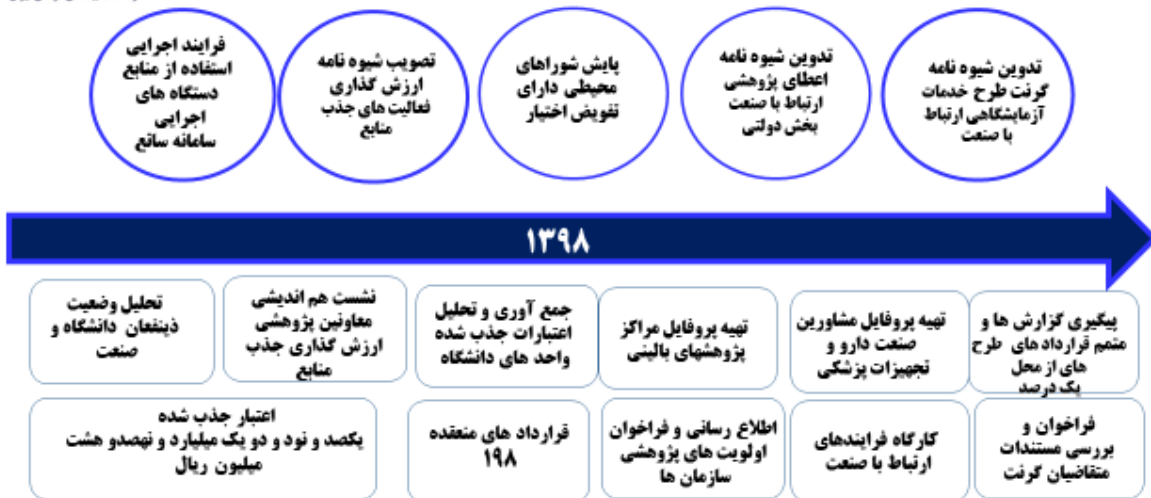 فرایند اجرایی
استفاده از منابع
دستگاه های
اجرایی
سامانه ساتع
تصویب شیوه نامه
ارزش گذاری
فعالیت های جذب
منابع
پایش شوراهای
محیطی دارای
تفویض اختیار
تدوین شیوه نامه
اعطای پژوهشی
ارتباط با صنعت
بخش دولتی
تدوین شیوه نامه
گرنت طرح خدمات
آزمایشگاهی ارتباط
با صنعت
۱۳۹۸
تحلیل وضعیت
ذینفعان دانشگاه و
صنعت
نشست هم اندیشی
معاونین پژوهشی
ارزش گذاری جذب
منابع
جمع آوری و تحلیل
اعتبارات جذب شده
واحد های دانشگاه
تهیه پروفایل مراکز
پژوهشهای بالینی
تهیه پروفایل مشاورین
صنعت دارو و
تجهیزات پزشکی
پیگیری گزارش ها و
متمم قرارداد های طرح
های از محل
یک درصد
اعتبار جذب شده
یکصد و نود و دو یک میلیارد و نهصدو هشت
میلیون ریال
قرارداد های منعقده
۱۹۸
اطلاع رسانی و فراخوان
اولویت های پژوهشی
سازمان ها
کارگاه فرایندهای
ارتباط با صنعت
فراخوان و
بررسی مستندات
متقاضیان گرنت